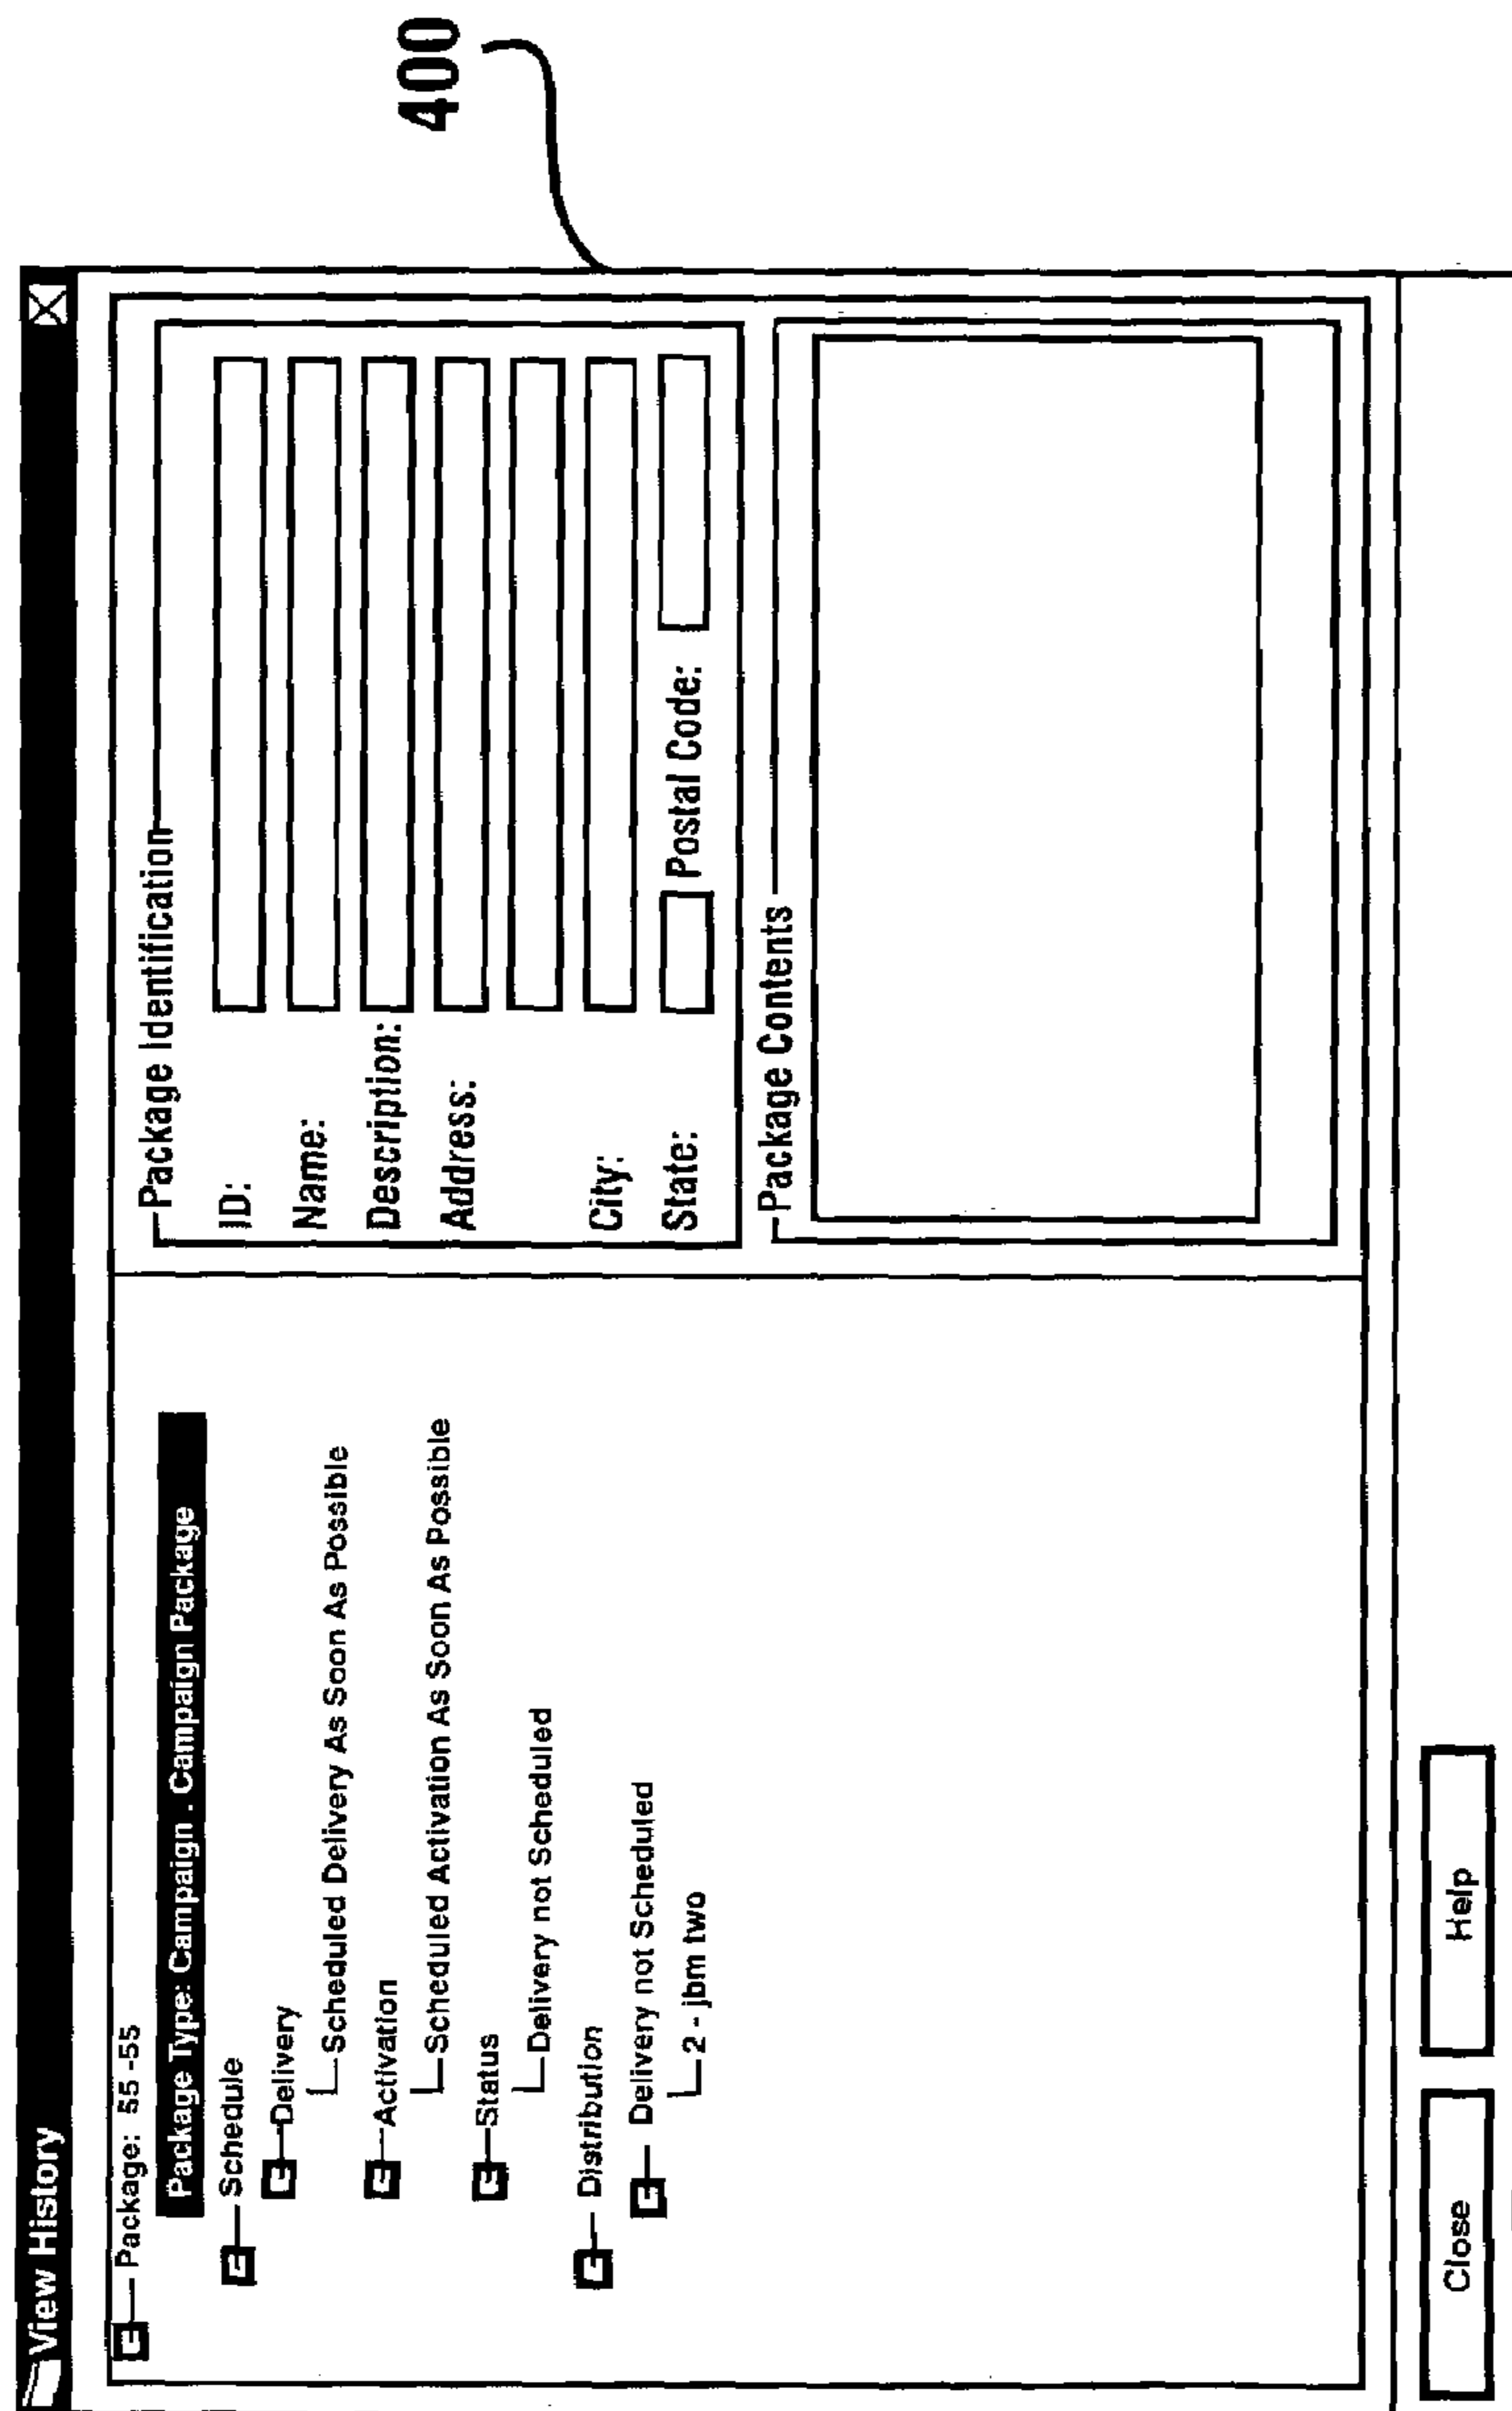 400
View History
Package: 55 -55
Package Type: Campaign . Campaign Package
Schedule
Delivery
Scheduled Delivery As Soon As Possible
Activation
Scheduled Activation As Soon As Possible
Status
Delivery not Scheduled
Distribution
Delivery not Scheduled
2 - jbm two
Package Identification
ID:
Name:
Description:
Address:
City:
State: Postal Code:
Package Contents
Close Help